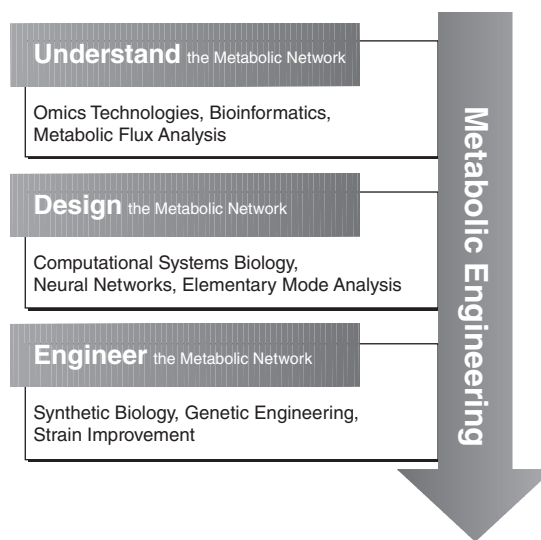 Understand the Metabolic Network
Omics Technologies, Bioinformatics,
Metabolic Flux Analysis
Design the Metabolic Network
Computational Systems Biology,
Neural Networks, Elementary Mode Analysis
Engineer the Metabolic Network
Synthetic Biology, Genetic Engineering,
Strain Improvement
Metabolic Engineering